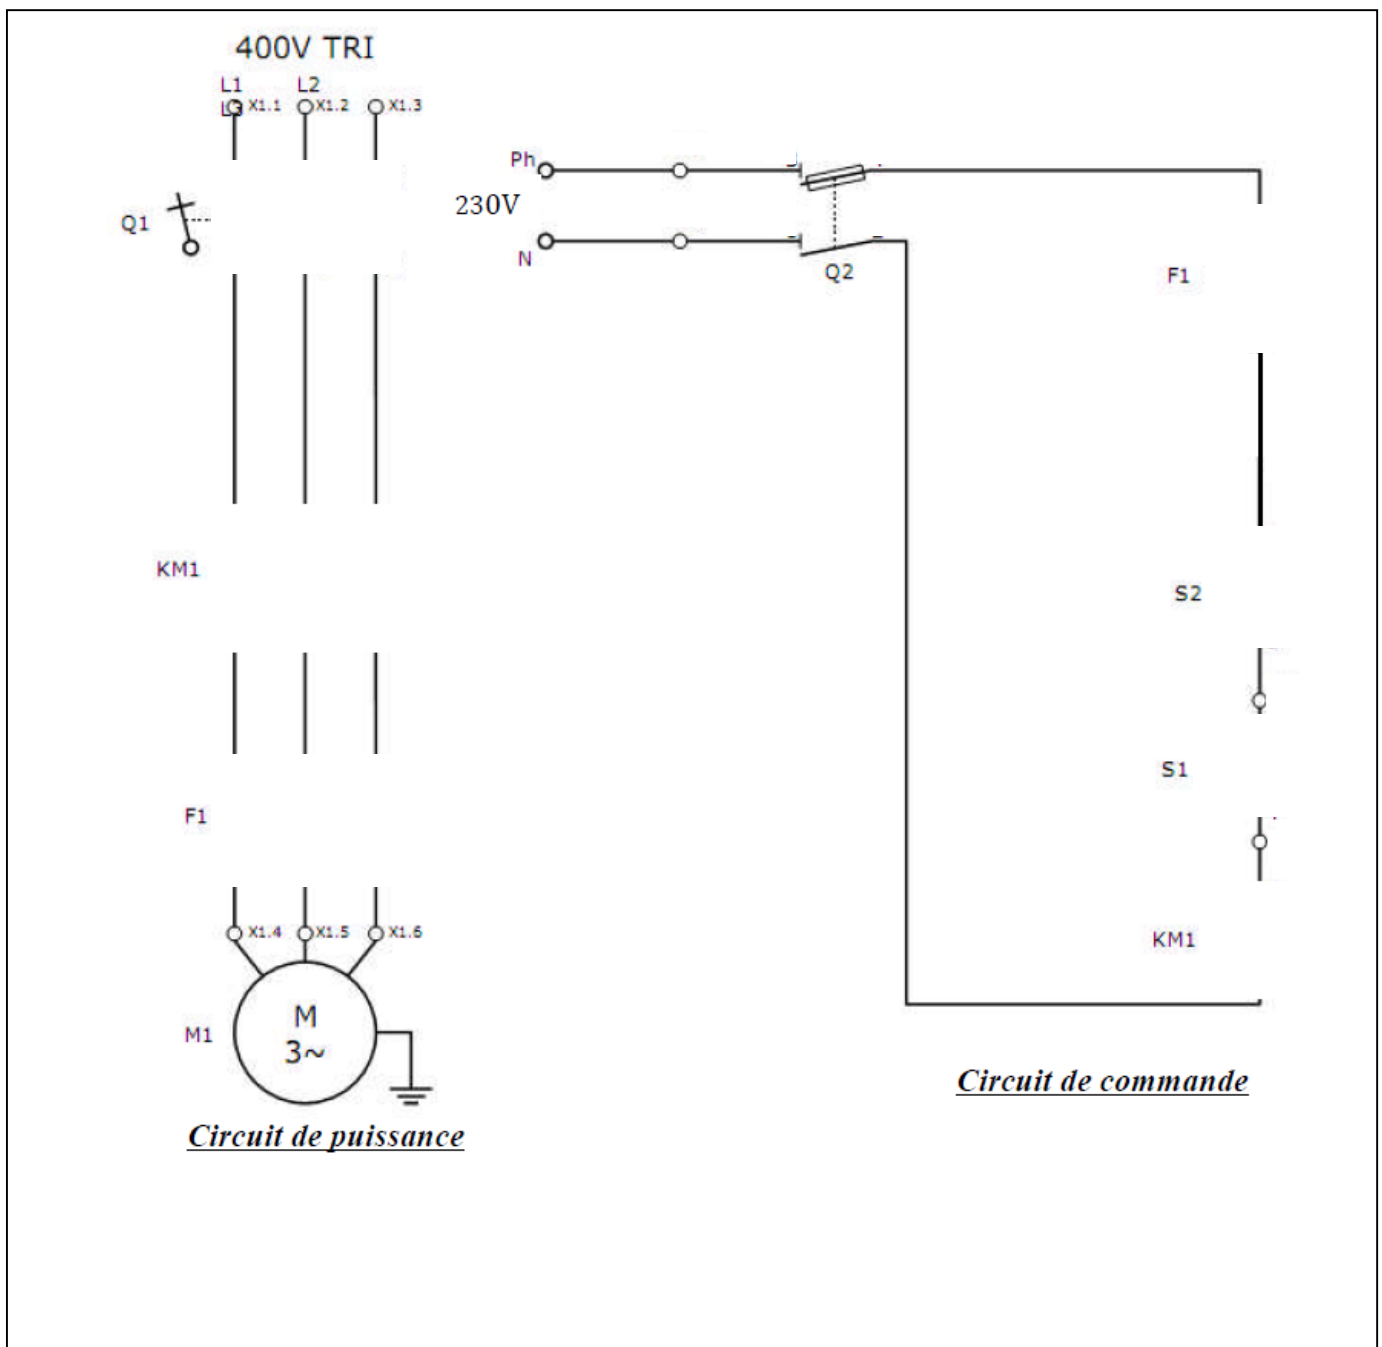 400V TRI
L1 L2
L3 X1.1 X1.2 X1.3
Ph
230V
N
Q1
Q2
F1
KM1
S2
S1
F1
KM1
X1.4 X1.5 X1.6
M1
M
3~
Circuit de commande
Circuit de puissance